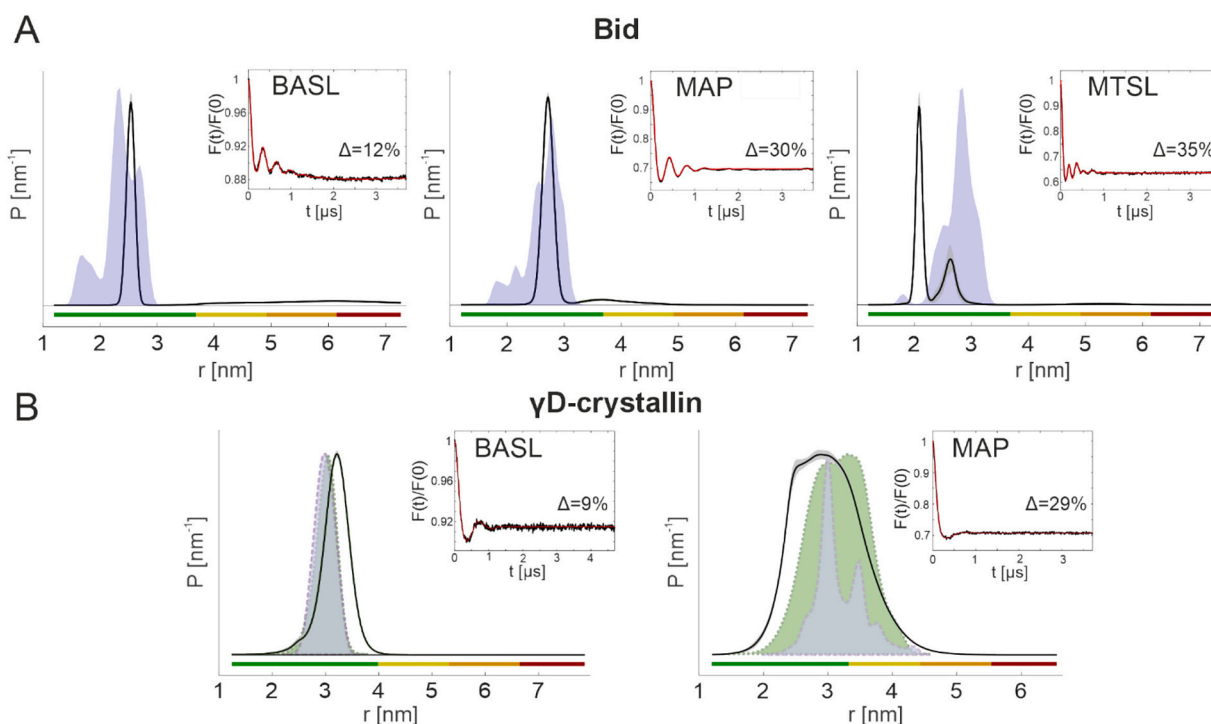 A
Bid
BASL
F(t)/F(0)
1
0.96
0.92
0.88
Δ=12%
0 1 2 3
t [µs]
P [nm⁻¹]
1 2 3 4 5 6 7
r [nm]
MAP
F(t)/F(0)
1
0.9
0.8
0.7
Δ=30%
0 1 2 3
t [µs]
P [nm⁻¹]
1 2 3 4 5 6 7
r [nm]
MTSL
F(t)/F(0)
1
0.9
0.8
0.7
0.6
Δ=35%
0 1 2 3
t [µs]
P [nm⁻¹]
1 2 3 4 5 6 7
r [nm]
B
γD-crystallin
BASL
F(t)/F(0)
1
0.96
0.92
Δ=9%
0 1 2 3 4
t [µs]
P [nm⁻¹]
1 2 3 4 5 6 7
r [nm]
MAP
F(t)/F(0)
1
0.9
0.8
0.7
Δ=29%
0 1 2 3
t [µs]
P [nm⁻¹]
1 2 3 4 5 6
r [nm]